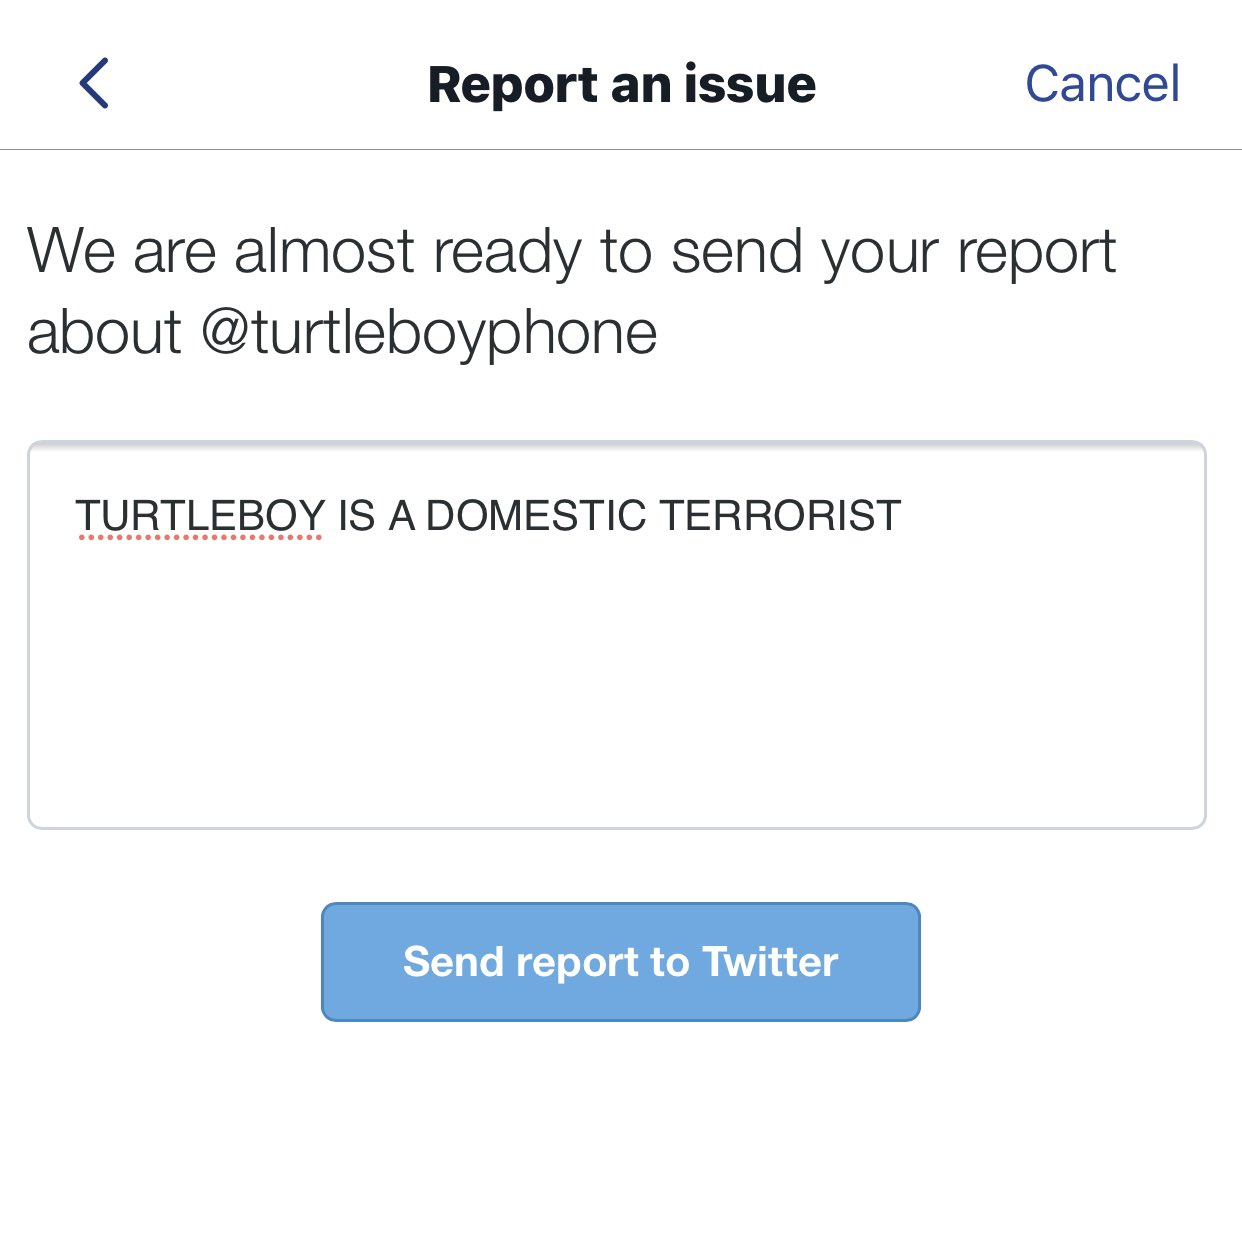 Report an issue
Cancel
We are almost ready to send your report
about @turtleboyphone
TURTLEBOY IS A DOMESTIC TERRORIST
Send report to Twitter